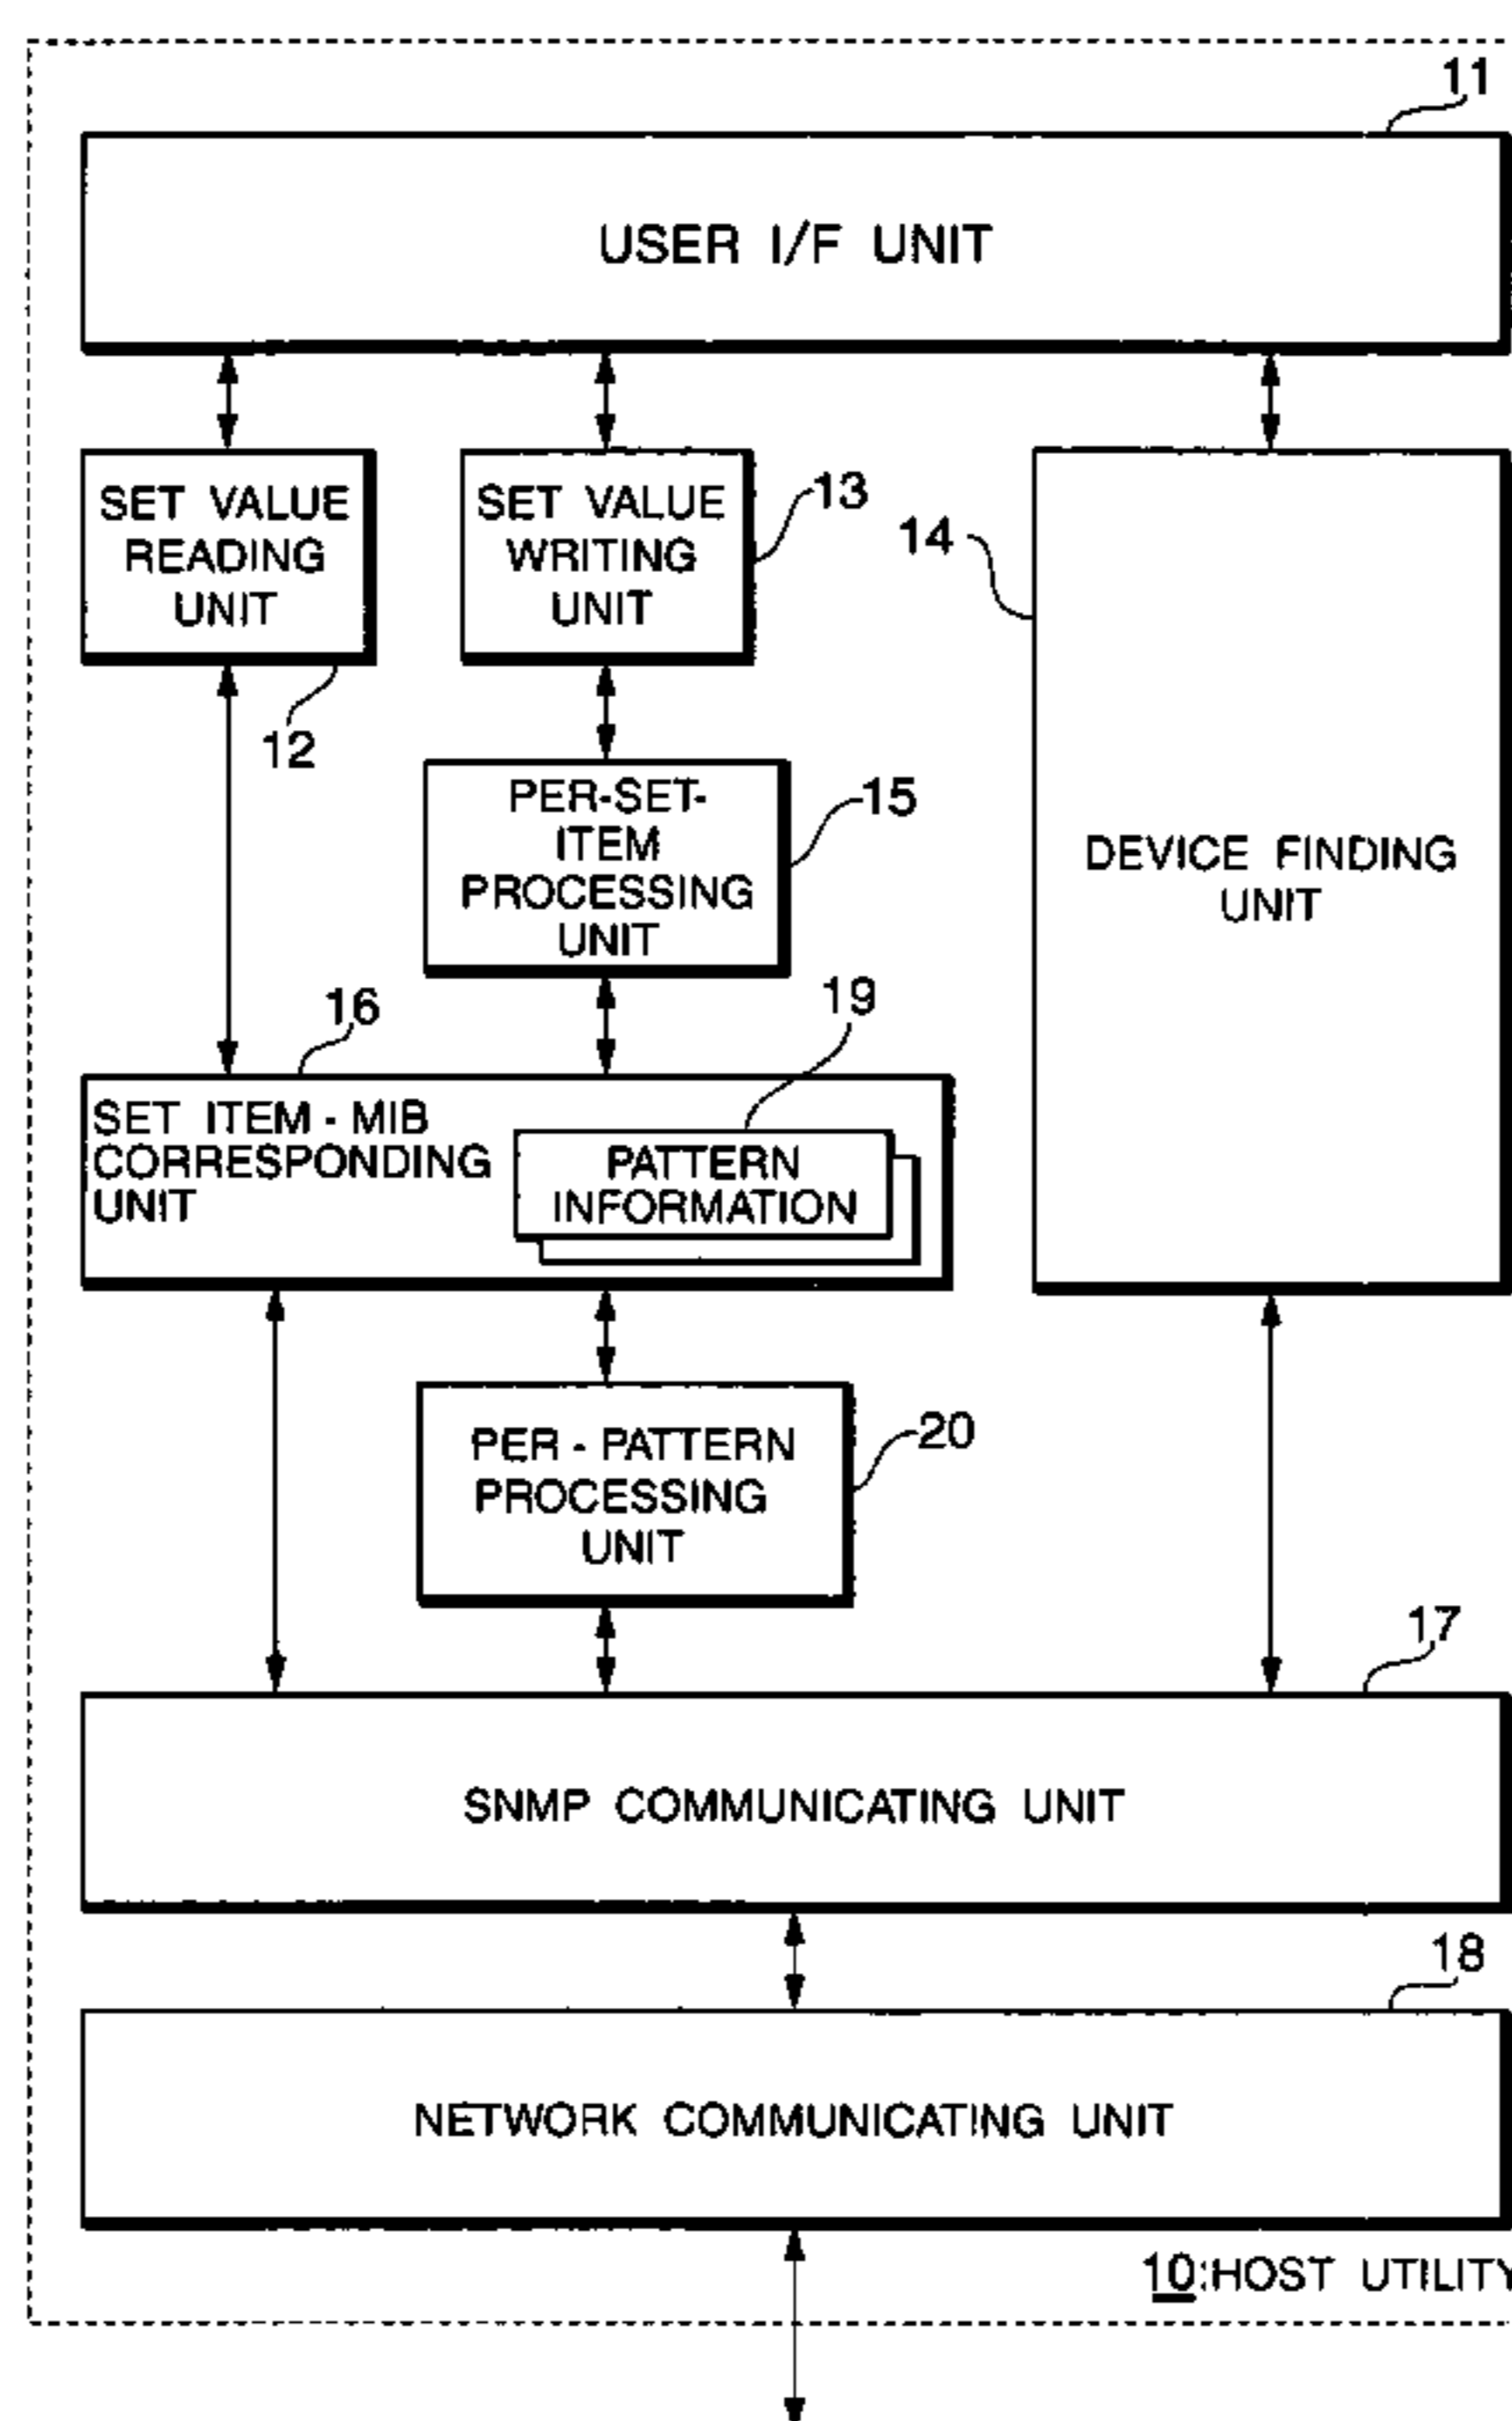 11
USER I/F UNIT
SET VALUE
READING
UNIT
12
SET VALUE
WRITING
UNIT
13
14
DEVICE FINDING
UNIT
PER-SET-
ITEM
PROCESSING
UNIT
15
16
SET ITEM - MIB
CORRESPONDING
UNIT
19
PATTERN
INFORMATION
PER - PATTERN
PROCESSING
UNIT
20
17
SNMP COMMUNICATING UNIT
18
NETWORK COMMUNICATING UNIT
10:HOST UTILITY